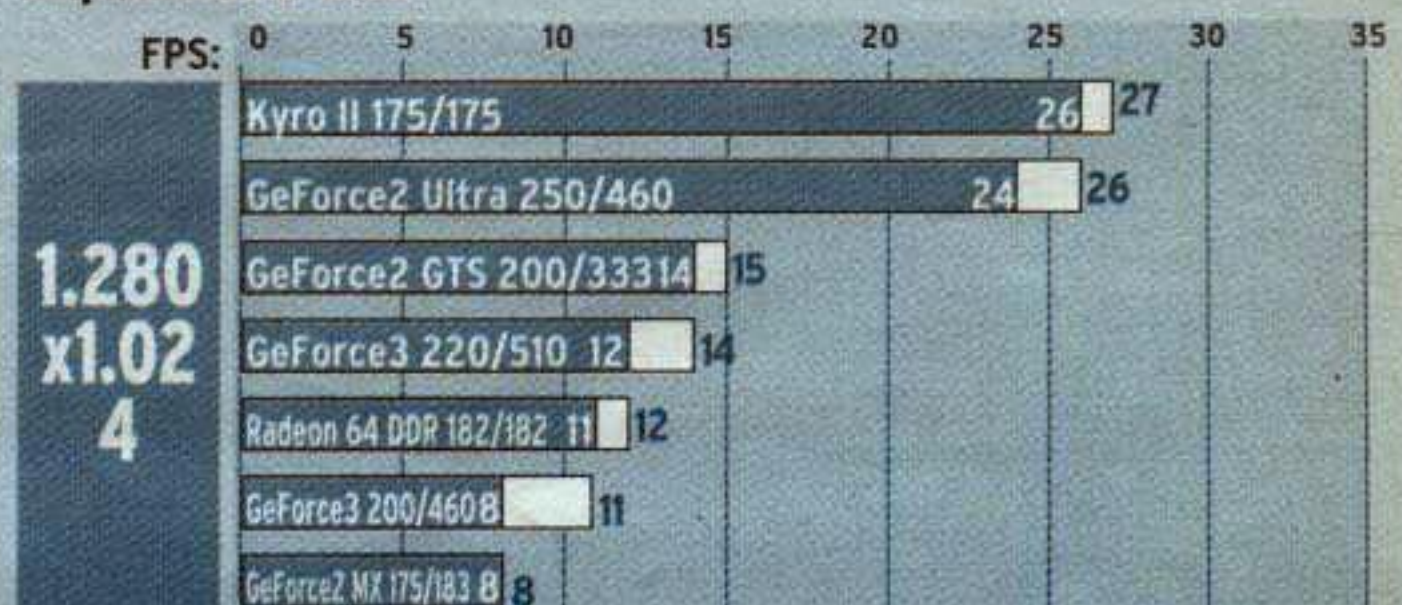 FPS: 0 5 10 15 20 25 30 35
Kyro II 175/175 26 27
GeForce2 Ultra 250/460 24 26
GeForce2 GTS 200/333 14 15
1.280
x1.02
4
GeForce3 220/510 12 14
Radeon 64 DDR 182/182 11 12
GeForce3 200/460 8 11
GeForce2 MX 175/183 8 8